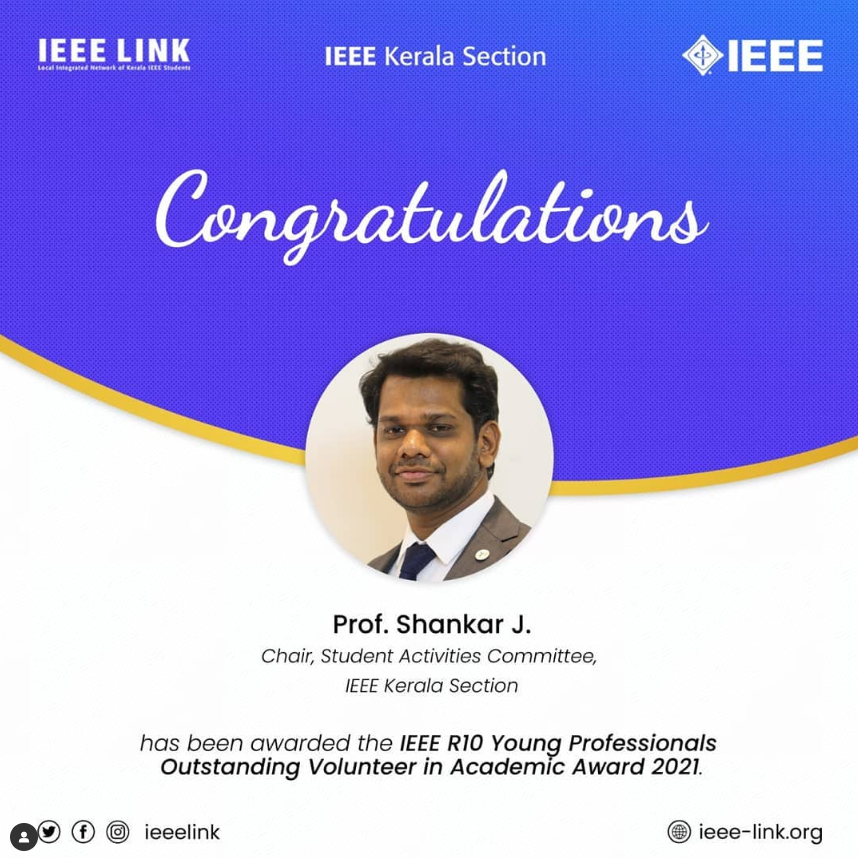 IEEE LINK
Local Integrated Network of Kerala IEEE Students
IEEE Kerala Section
IEEE
Congratulations
Prof. Shankar J.
Chair, Student Activities Committee,
IEEE Kerala Section
has been awarded the IEEE R10 Young Professionals
Outstanding Volunteer in Academic Award 2021.
ieeelink
ieee-link.org